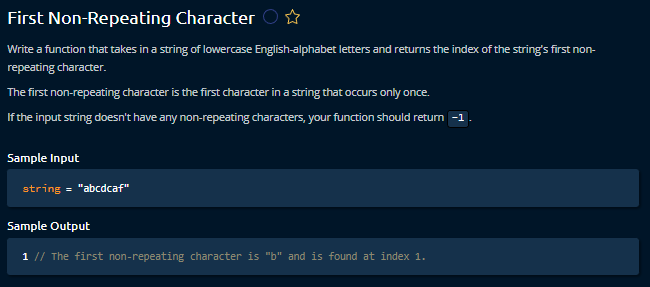 First Non-Repeating Character
Write a function that takes in a string of lowercase English-alphabet letters and returns the index of the string's first non-
repeating character.
The first non-repeating character is the first character in a string that occurs only once.
If the input string doesn't have any non-repeating characters, your function should return -1.
Sample Input
string = "abcdcaf"
Sample Output
1 // The first non-repeating character is "b" and is found at index 1.